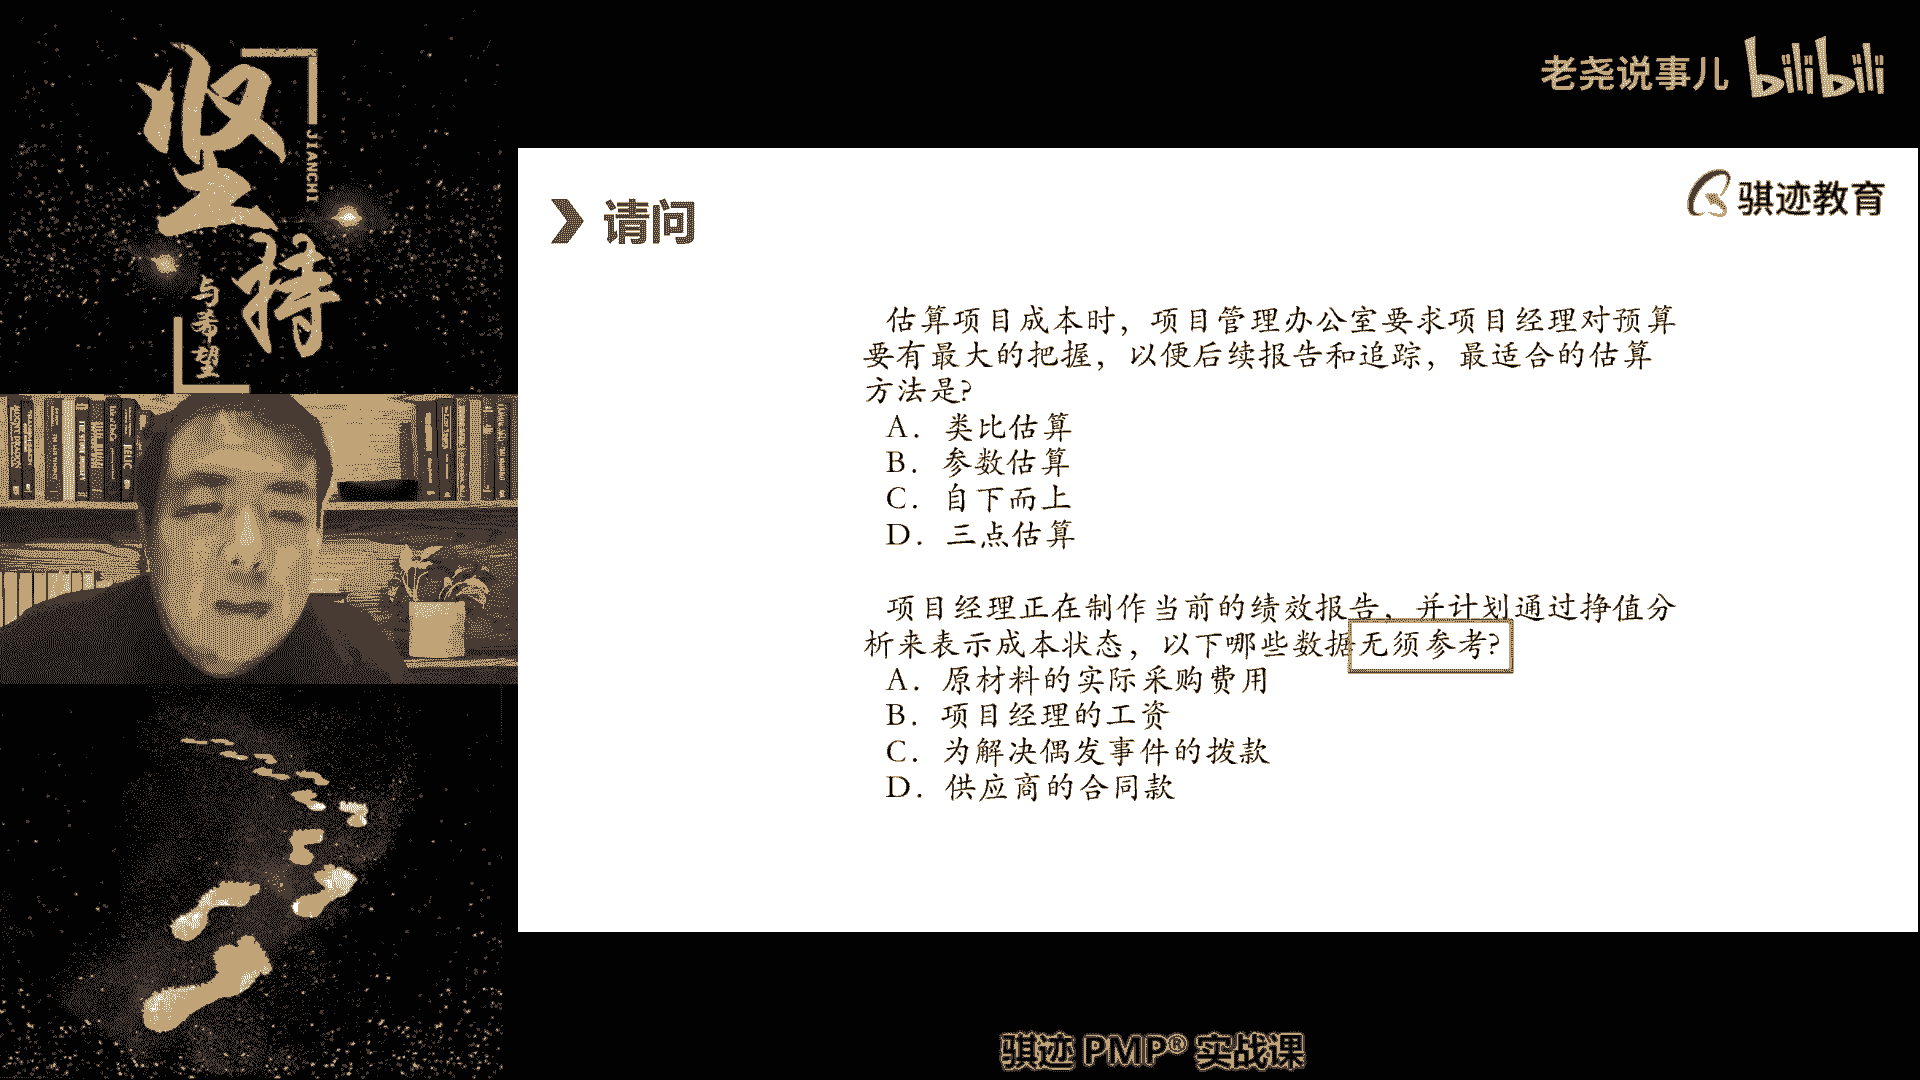 坚持
JIANCHI
与希望
老尧说事儿 bilibili
骐迹教育
请问
估算项目成本时，项目管理办公室要求项目经理对预算
要有最大的把握，以便后续报告和追踪，最适合的估算
方法是?
A. 类比估算
B. 参数估算
C. 自下而上
D. 三点估算
项目经理正在制作当前的绩效报告，并计划通过挣值分
析来表示成本状态，以下哪些数据无须参考?
A. 原材料的实际采购费用
B. 项目经理的工资
C. 为解决偶发事件的拨款
D. 供应商的合同款
骐迹 PMP® 实战课